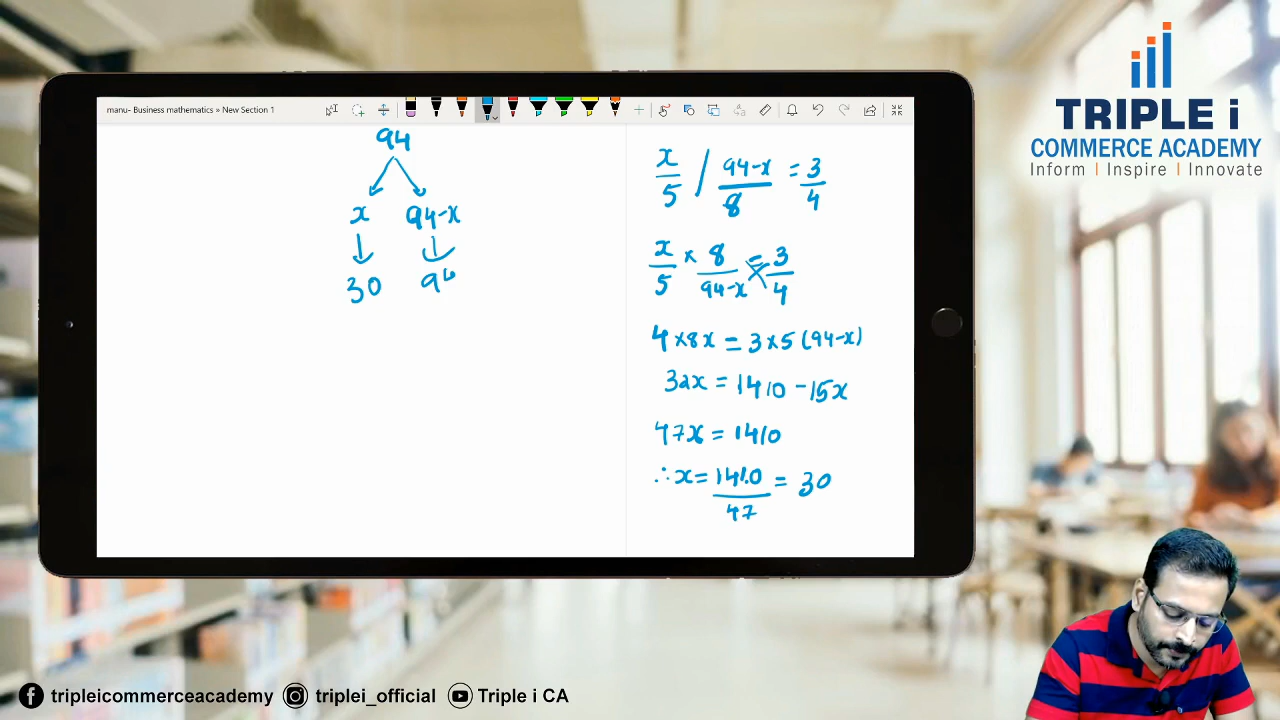 manu- Business mathematics » New Section 1
94
x 94-x
30 94
x/5 / 94-x/8 = 3/4
x/5 × 8/94-x = 3/4
4×8x = 3×5(94-x)
32x = 1410 - 15x
47x = 1410
∴x = 1410/47 = 30
TRIPLE i
COMMERCE ACADEMY
Inform | Inspire | Innovate
tripleicommerceacademy triplei_official Triple i CA